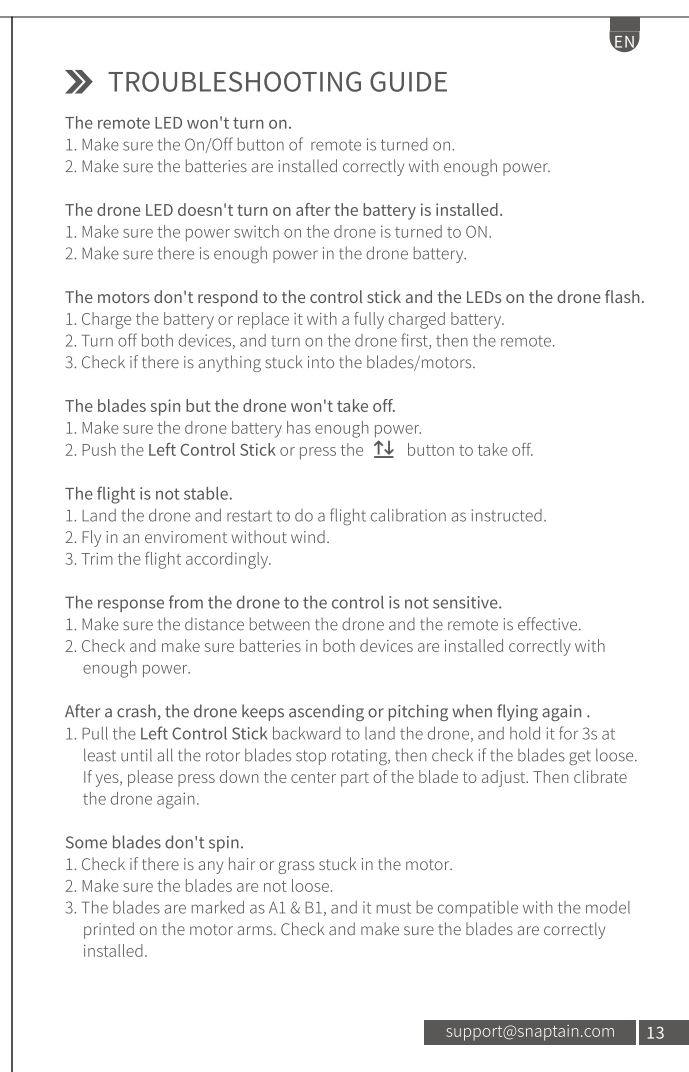 EN
TROUBLESHOOTING GUIDE
The remote LED won't turn on.
1. Make sure the On/Off button of remote is turned on.
2. Make sure the batteries are installed correctly with enough power.
The drone LED doesn't turn on after the battery is installed.
1. Make sure the power switch on the drone is turned to ON.
2. Make sure there is enough power in the drone battery.
The motors don't respond to the control stick and the LEDs on the drone flash.
1. Charge the battery or replace it with a fully charged battery.
2. Turn off both devices, and turn on the drone first, then the remote.
3. Check if there is anything stuck into the blades/motors.
The blades spin but the drone won't take off.
1. Make sure the drone battery has enough power.
2. Push the Left Control Stick or press the button to take off.
The flight is not stable.
1. Land the drone and restart to do a flight calibration as instructed.
2. Fly in an enviroment without wind.
3. Trim the flight accordingly.
The response from the drone to the control is not sensitive.
1. Make sure the distance between the drone and the remote is effective.
2. Check and make sure batteries in both devices are installed correctly with
enough power.
After a crash, the drone keeps ascending or pitching when flying again .
1. Pull the Left Control Stick backward to land the drone, and hold it for 3s at
least until all the rotor blades stop rotating, then check if the blades get loose.
If yes, please press down the center part of the blade to adjust. Then clibrate
the drone again.
Some blades don't spin.
1. Check if there is any hair or grass stuck in the motor.
2. Make sure the blades are not loose.
3. The blades are marked as A1 & B1, and it must be compatible with the model
printed on the motor arms. Check and make sure the blades are correctly
installed.
support@snaptain.com 13